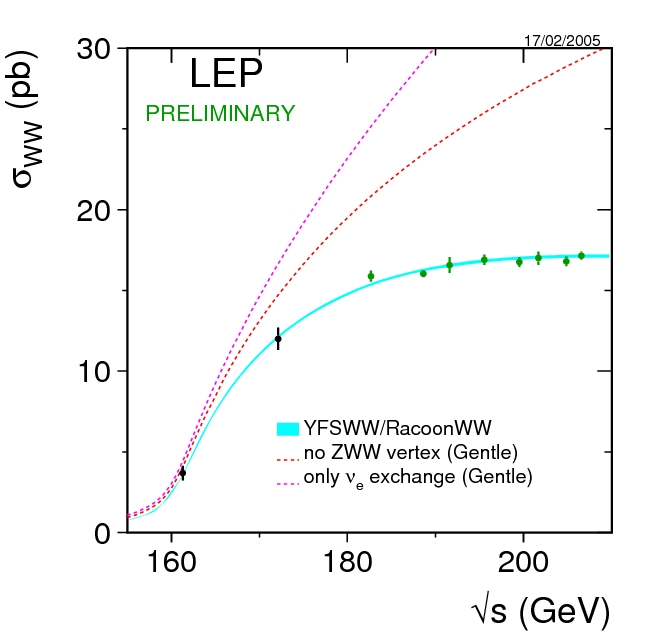 17/02/2005
30
LEP
PRELIMINARY
σWW (pb)
20
10
YFSWW/RacoonWW
no ZWW vertex (Gentle)
only νe exchange (Gentle)
0
160 180 200
√s (GeV)